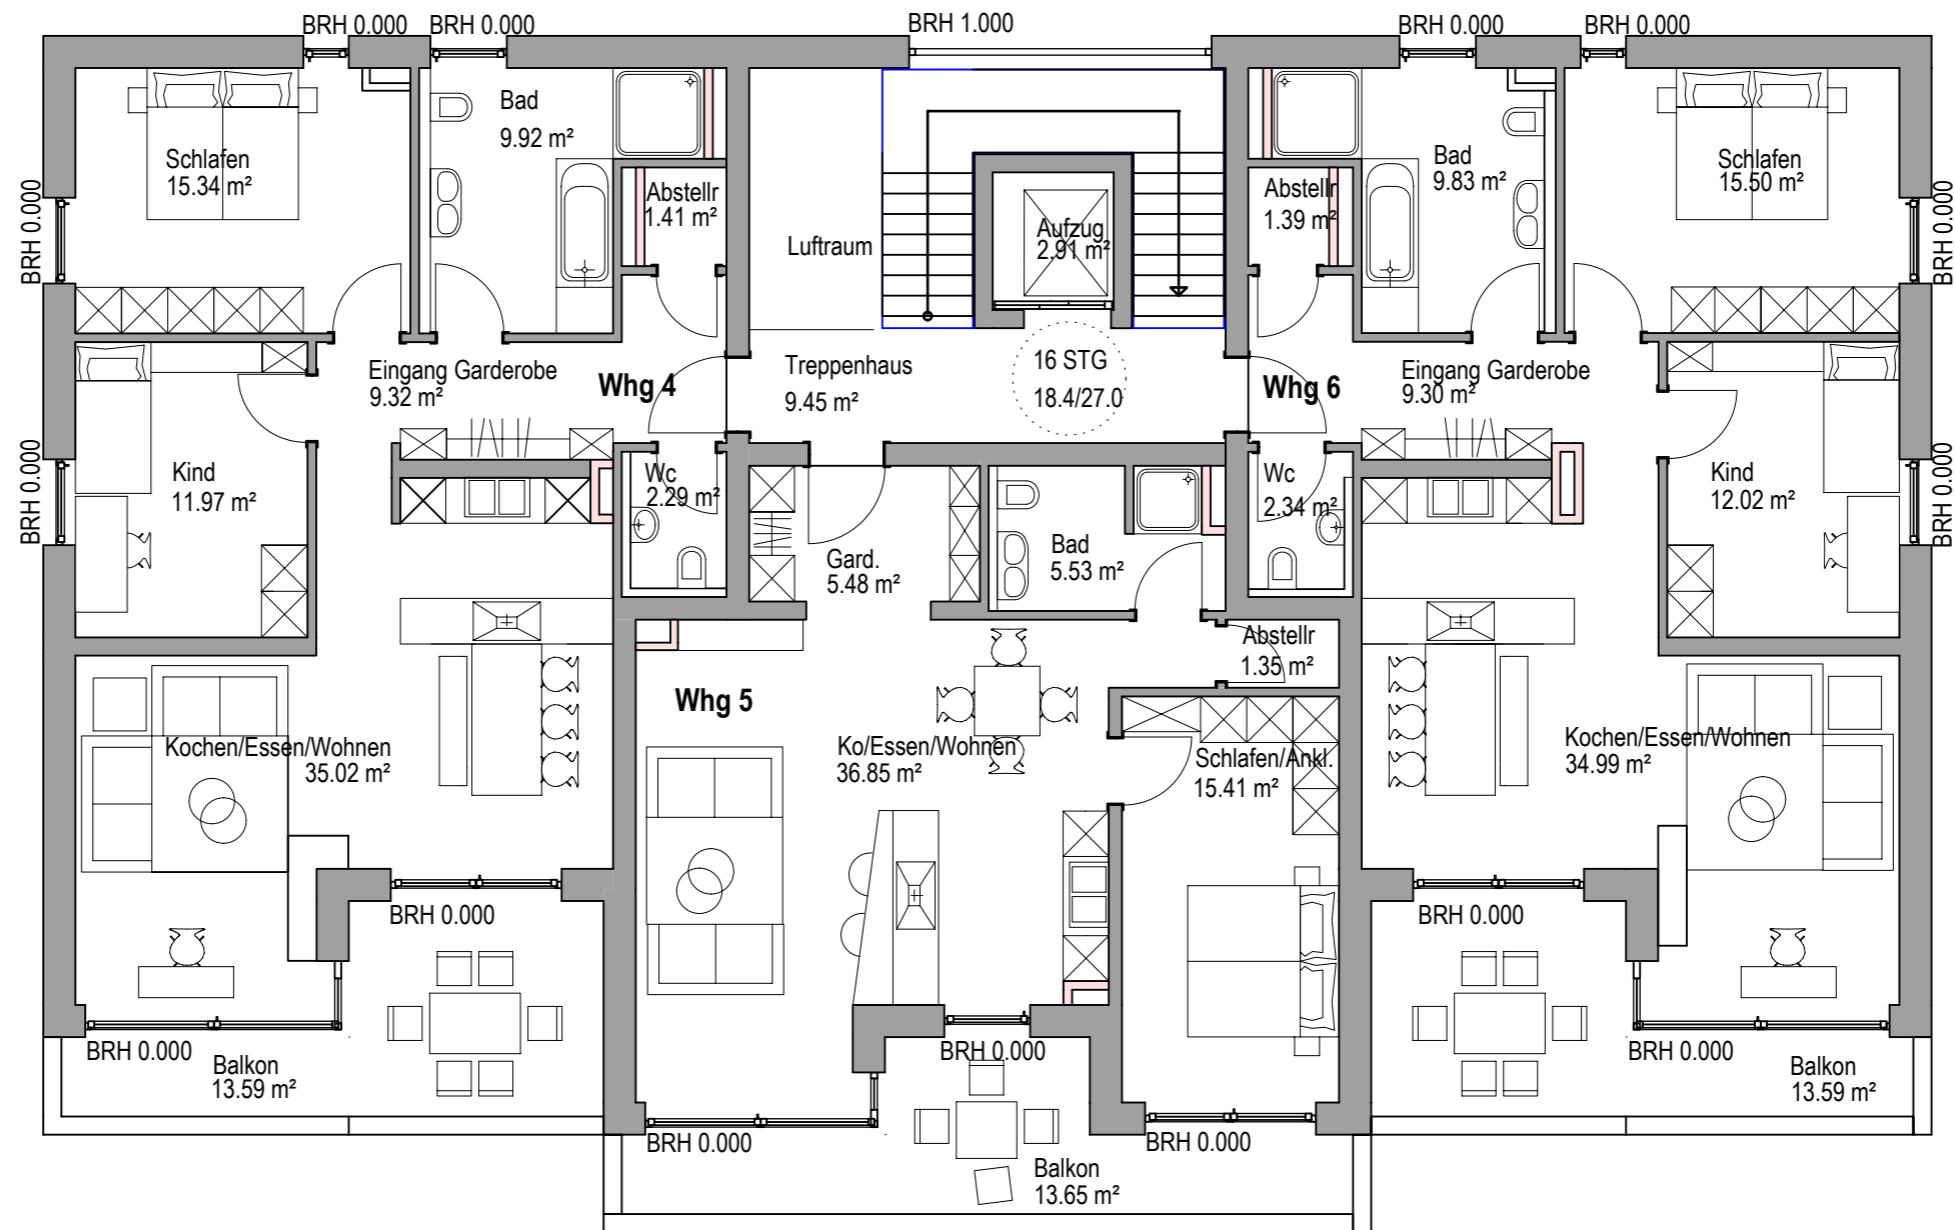 BRH 0.000
BRH 0.000
BRH 1.000
BRH 0.000
BRH 0.000
Schlafen
15.34 m²
Bad
9.92 m²
Abstellr
1.41 m²
Luftraum
Aufzug
2.91 m²
Abstellr
1.39 m²
Bad
9.83 m²
Schlafen
15.50 m²
BRH 0.000
BRH 0.000
Eingang Garderobe
9.32 m²
Whg 4
Treppenhaus
9.45 m²
16 STG
18.4/27.0
Whg 6
Eingang Garderobe
9.30 m²
BRH 0.000
Kind
11.97 m²
Wc
2.29 m²
Gard.
5.48 m²
Bad
5.53 m²
Wc
2.34 m²
Kind
12.02 m²
BRH 0.000
Abstellr
1.35 m²
Whg 5
Kochen/Essen/Wohnen
35.02 m²
Ko/Essen/Wohnen
36.85 m²
Schlafen/Ankl.
15.41 m²
Kochen/Essen/Wohnen
34.99 m²
BRH 0.000
BRH 0.000
BRH 0.000
Balkon
13.59 m²
BRH 0.000
BRH 0.000
Balkon
13.59 m²
BRH 0.000
BRH 0.000
Balkon
13.65 m²